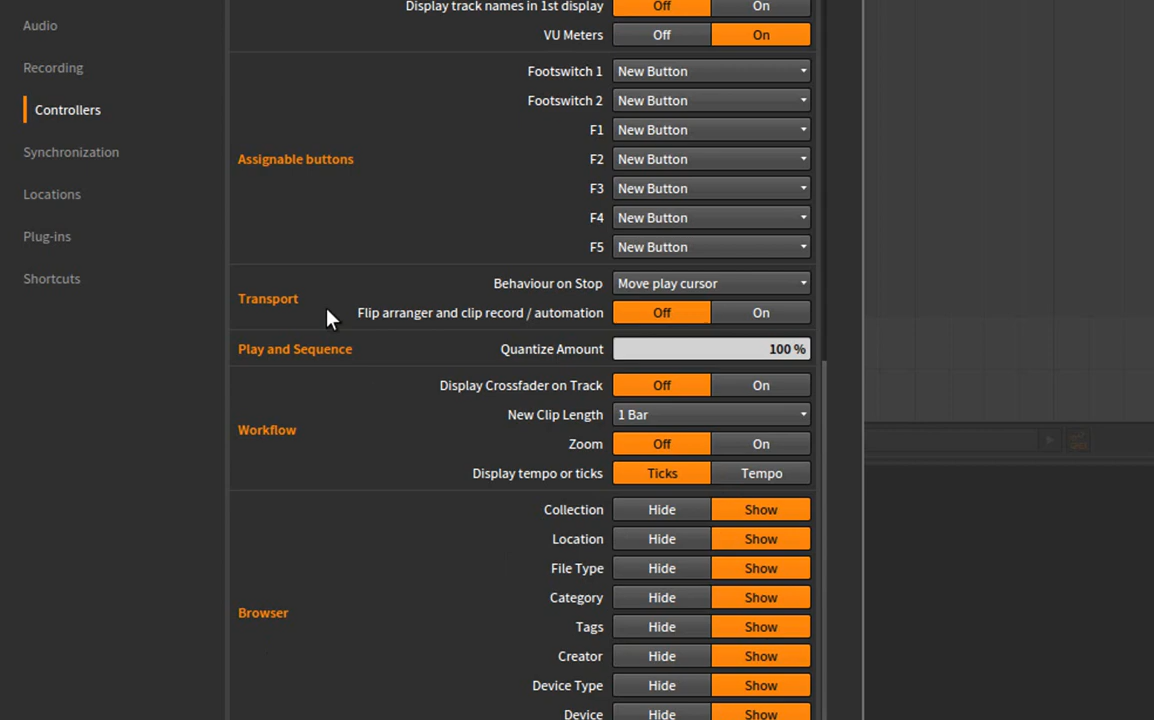 Audio
Recording
Controllers
Synchronization
Locations
Plug-ins
Shortcuts
Display track names in 1st display Off On
VU Meters Off On
Assignable buttons
Footswitch 1 New Button
Footswitch 2 New Button
F1 New Button
F2 New Button
F3 New Button
F4 New Button
F5 New Button
Transport
Behaviour on Stop Move play cursor
Flip arranger and clip record / automation Off On
Play and Sequence
Quantize Amount 100 %
Workflow
Display Crossfader on Track Off On
New Clip Length 1 Bar
Zoom Off On
Display tempo or ticks Ticks Tempo
Browser
Collection Hide Show
Location Hide Show
File Type Hide Show
Category Hide Show
Tags Hide Show
Creator Hide Show
Device Type Hide Show
Device Hide Show